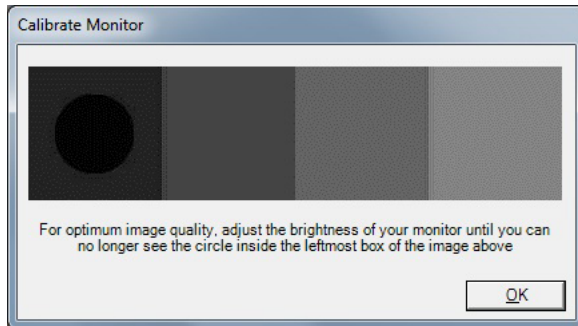 Calibrate Monitor
For optimum image quality, adjust the brightness of your monitor until you can
no longer see the circle inside the leftmost box of the image above
OK